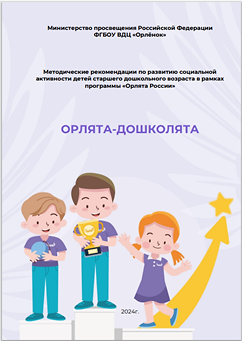 Министерство просвещения Российской Федерации
ФГБОУ ВДЦ «Орлёнок»
Методические рекомендации по развитию социальной
активности детей старшего дошкольного возраста в рамках
программы «Орлята России»
ОРЛЯТА-ДОШКОЛЯТА
2024г.